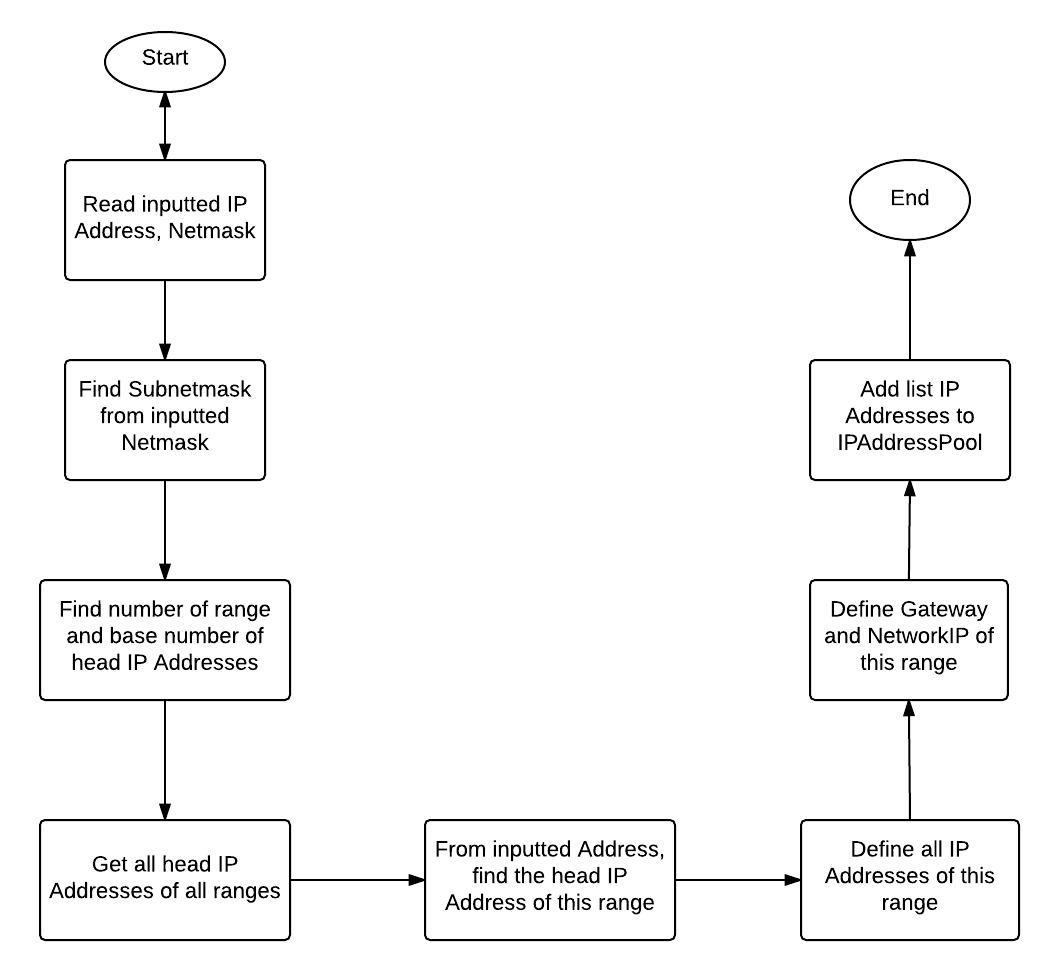 Start
Read inputted IP
Address, Netmask
Find Subnetmask
from inputted
Netmask
Find number of range
and base number of
head IP Addresses
Get all head IP
Addresses of all ranges
From inputted Address,
find the head IP
Address of this range
Define all IP
Addresses of this
range
Define Gateway
and NetworkIP of
this range
Add list IP
Addresses to
IPAddressPool
End